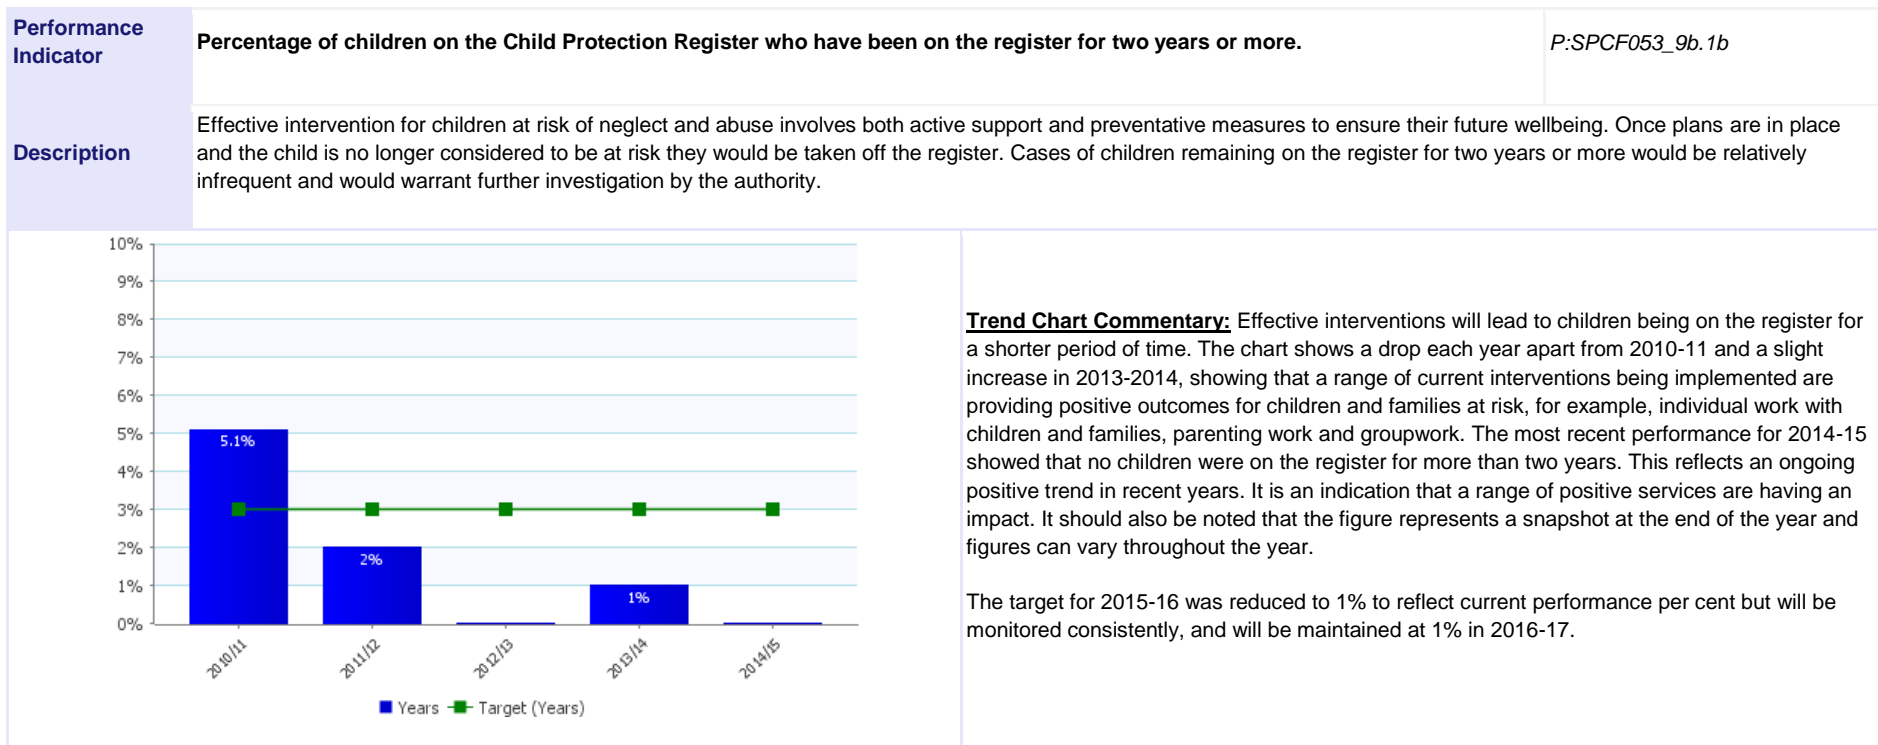 Performance
Indicator
Percentage of children on the Child Protection Register who have been on the register for two years or more.
P:SPCF053_9b.1b
Description
Effective intervention for children at risk of neglect and abuse involves both active support and preventative measures to ensure their future wellbeing. Once plans are in place
and the child is no longer considered to be at risk they would be taken off the register. Cases of children remaining on the register for two years or more would be relatively
infrequent and would warrant further investigation by the authority.
10%
9%
8%
7%
6%
5%
4%
3%
2%
1%
0%
5.1%
2%
1%
2010/11
2011/12
2012/13
2013/14
2014/15
Years
Target (Years)
Trend Chart Commentary: Effective interventions will lead to children being on the register for
a shorter period of time. The chart shows a drop each year apart from 2010-11 and a slight
increase in 2013-2014, showing that a range of current interventions being implemented are
providing positive outcomes for children and families at risk, for example, individual work with
children and families, parenting work and groupwork. The most recent performance for 2014-15
showed that no children were on the register for more than two years. This reflects an ongoing
positive trend in recent years. It is an indication that a range of positive services are having an
impact. It should also be noted that the figure represents a snapshot at the end of the year and
figures can vary throughout the year.
The target for 2015-16 was reduced to 1% to reflect current performance per cent but will be
monitored consistently, and will be maintained at 1% in 2016-17.